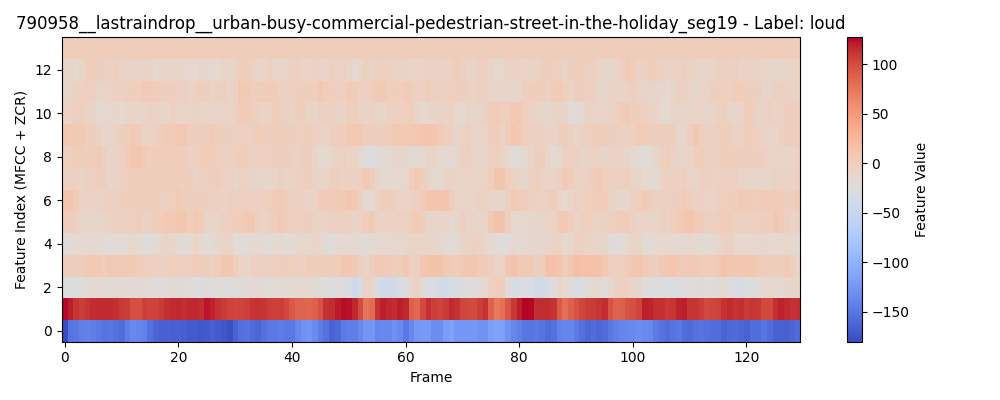 790958__lastraindrop__urban-busy-commercial-pedestrian-street-in-the-holiday_seg19 - Label: loud
Feature Index (MFCC + ZCR)
12
10
8
6
4
2
0
0 20 40 60 80 100 120
Frame
100
50
0
−50
−100
−150
Feature Value